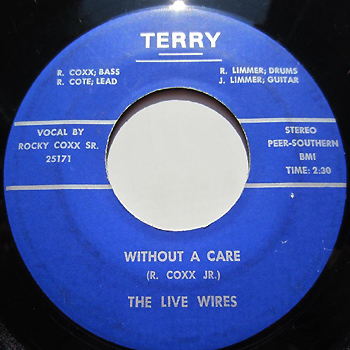 TERRY
R. COXX; BASS
R. COTE; LEAD
R. LIMMER; DRUMS
J. LIMMER; GUITAR
VOCAL BY
ROCKY COXX SR.
25171
STEREO
PEER-SOUTHERN
BMI
TIME: 2:30
WITHOUT A CARE
(R. COXX JR.)
THE LIVE WIRES